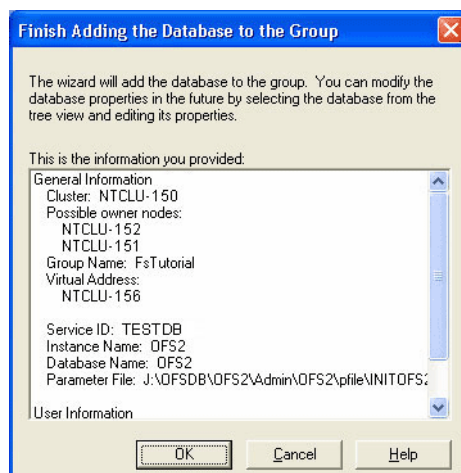 Finish Adding the Database to the Group
The wizard will add the database to the group. You can modify the
database properties in the future by selecting the database from the
tree view and editing its properties.
This is the information you provided:
General Information
Cluster: NTCLU-150
Possible owner nodes:
NTCLU-152
NTCLU-151
Group Name: FsTutorial
Virtual Address:
NTCLU-156
Service ID: TESTDB
Instance Name: OFS2
Database Name: OFS2
Parameter File: J:\OFSDB\OFS2\Admin\OFS2\pfile\INITOFS2
User Information
OK Cancel Help